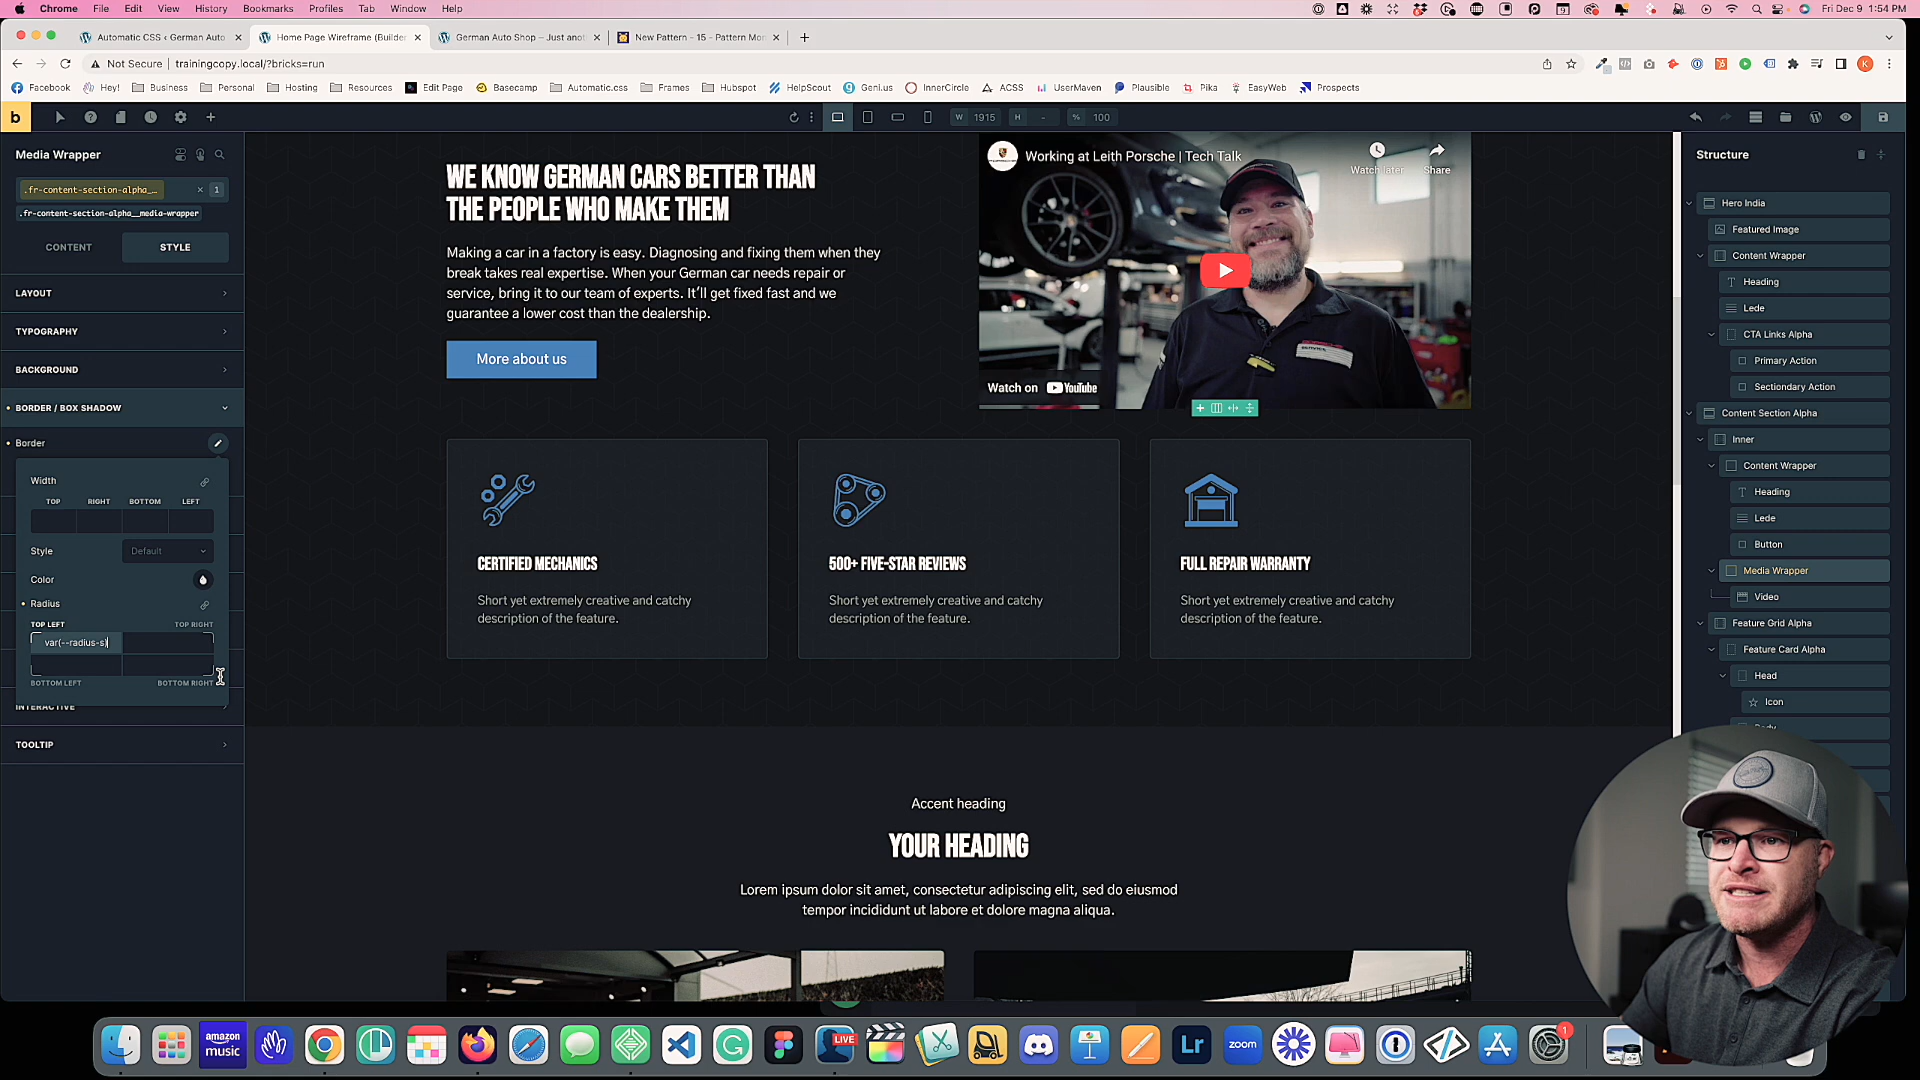 Chrome File Edit View History Bookmarks Profiles Tab Window Help
Fri Dec 9 1:54 PM
Automatic CSS ‹ German Auto
Home Page Wireframe (Builder
German Auto Shop – Just anot
New Pattern - 15 - Pattern Mon
Not Secure trainingcopy.local/?bricks=run
Facebook Hey! Business Personal Hosting Resources Edit Page Basecamp Automatic.css Frames Hubspot HelpScout Geni.us InnerCircle ACSS UserMaven Plausible Pika EasyWeb Prospects
b
W 1915 H - % 100
Media Wrapper
.fr-content-section-alpha_… × 1
.fr-content-section-alpha__media-wrapper
CONTENT STYLE
LAYOUT
TYPOGRAPHY
BACKGROUND
BORDER / BOX SHADOW
Border
Width
TOP RIGHT BOTTOM LEFT
Style Default
Color
Radius
TOP LEFT TOP RIGHT
var(--radius-s)
BOTTOM LEFT BOTTOM RIGHT
INTERACTIVE
TOOLTIP
WE KNOW GERMAN CARS BETTER THAN
THE PEOPLE WHO MAKE THEM
Making a car in a factory is easy. Diagnosing and fixing them when they
break takes real expertise. When your German car needs repair or
service, bring it to our team of experts. It’ll get fixed fast and we
guarantee a lower cost than the dealership.
More about us
Working at Leith Porsche | Tech Talk
Watch later Share
Watch on YouTube
CERTIFIED MECHANICS
Short yet extremely creative and catchy
description of the feature.
500+ FIVE-STAR REVIEWS
Short yet extremely creative and catchy
description of the feature.
FULL REPAIR WARRANTY
Short yet extremely creative and catchy
description of the feature.
Accent heading
YOUR HEADING
Lorem ipsum dolor sit amet, consectetur adipiscing elit, sed do eiusmod
tempor incididunt ut labore et dolore magna aliqua.
Structure
Hero India
Featured Image
Content Wrapper
Heading
Lede
CTA Links Alpha
Primary Action
Sectiondary Action
Content Section Alpha
Inner
Content Wrapper
Heading
Lede
Button
Media Wrapper
Video
Feature Grid Alpha
Feature Card Alpha
Head
Icon
amazon
music
LIVE
Lr
zoom
1